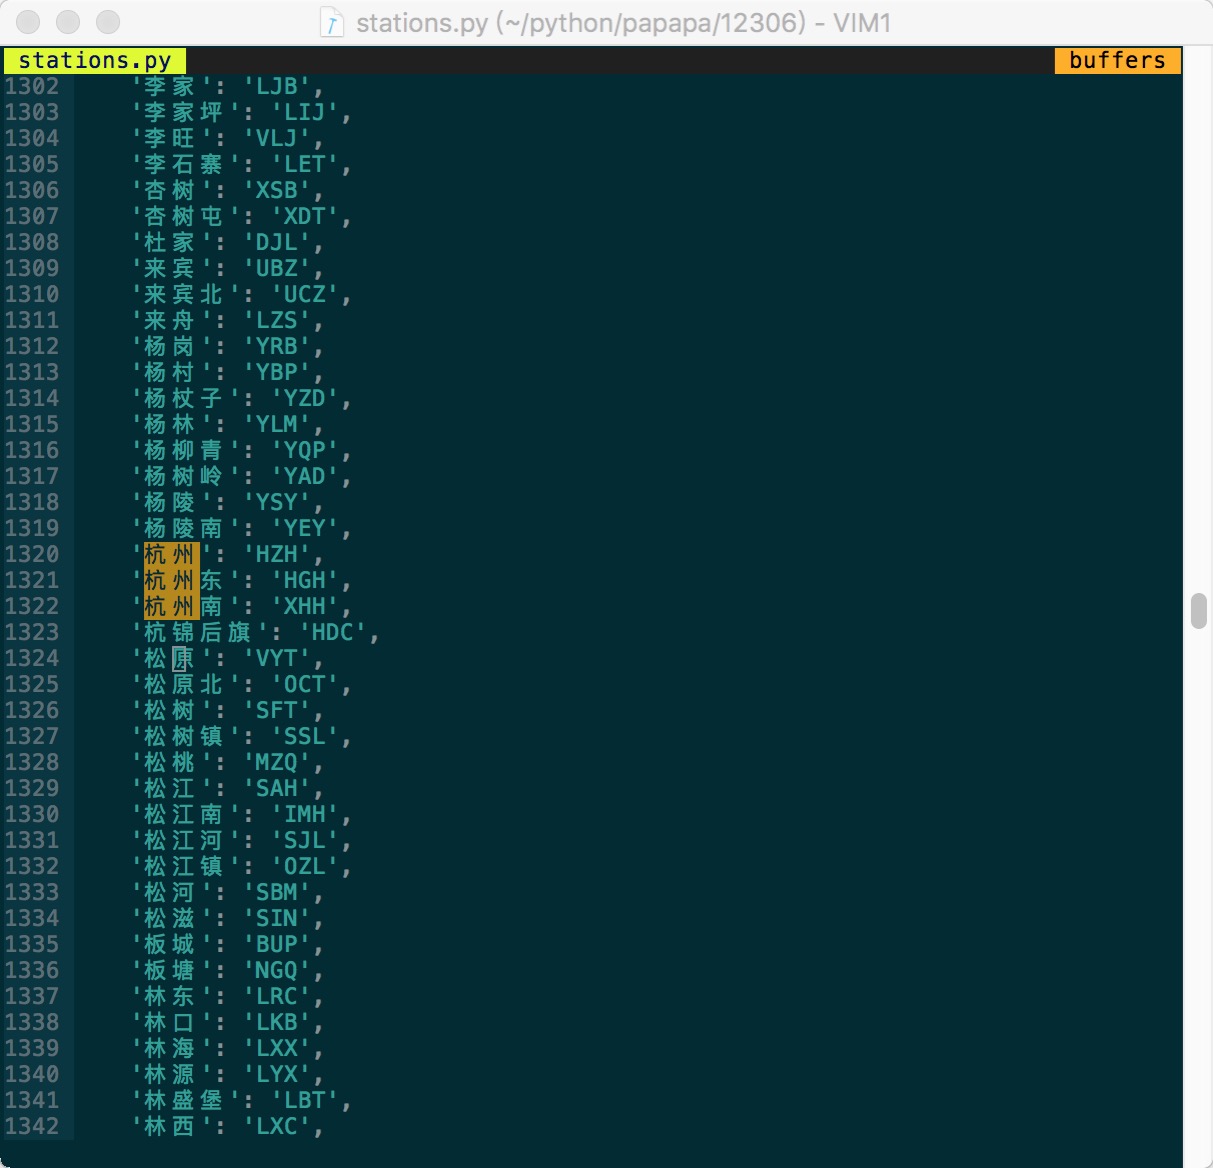 stations.py (~/python/papapa/12306) - VIM1
stations.py buffers
1302 '李家': 'LJB',
1303 '李家坪': 'LIJ',
1304 '李旺': 'VLJ',
1305 '李石寨': 'LET',
1306 '杏树': 'XSB',
1307 '杏树屯': 'XDT',
1308 '杜家': 'DJL',
1309 '来宾': 'UBZ',
1310 '来宾北': 'UCZ',
1311 '来舟': 'LZS',
1312 '杨岗': 'YRB',
1313 '杨村': 'YBP',
1314 '杨杖子': 'YZD',
1315 '杨林': 'YLM',
1316 '杨柳青': 'YQP',
1317 '杨树岭': 'YAD',
1318 '杨陵': 'YSY',
1319 '杨陵南': 'YEY',
1320 '杭州': 'HZH',
1321 '杭州东': 'HGH',
1322 '杭州南': 'XHH',
1323 '杭锦后旗': 'HDC',
1324 '松原': 'VYT',
1325 '松原北': 'OCT',
1326 '松树': 'SFT',
1327 '松树镇': 'SSL',
1328 '松桃': 'MZQ',
1329 '松江': 'SAH',
1330 '松江南': 'IMH',
1331 '松江河': 'SJL',
1332 '松江镇': 'OZL',
1333 '松河': 'SBM',
1334 '松滋': 'SIN',
1335 '板城': 'BUP',
1336 '板塘': 'NGQ',
1337 '林东': 'LRC',
1338 '林口': 'LKB',
1339 '林海': 'LXX',
1340 '林源': 'LYX',
1341 '林盛堡': 'LBT',
1342 '林西': 'LXC',